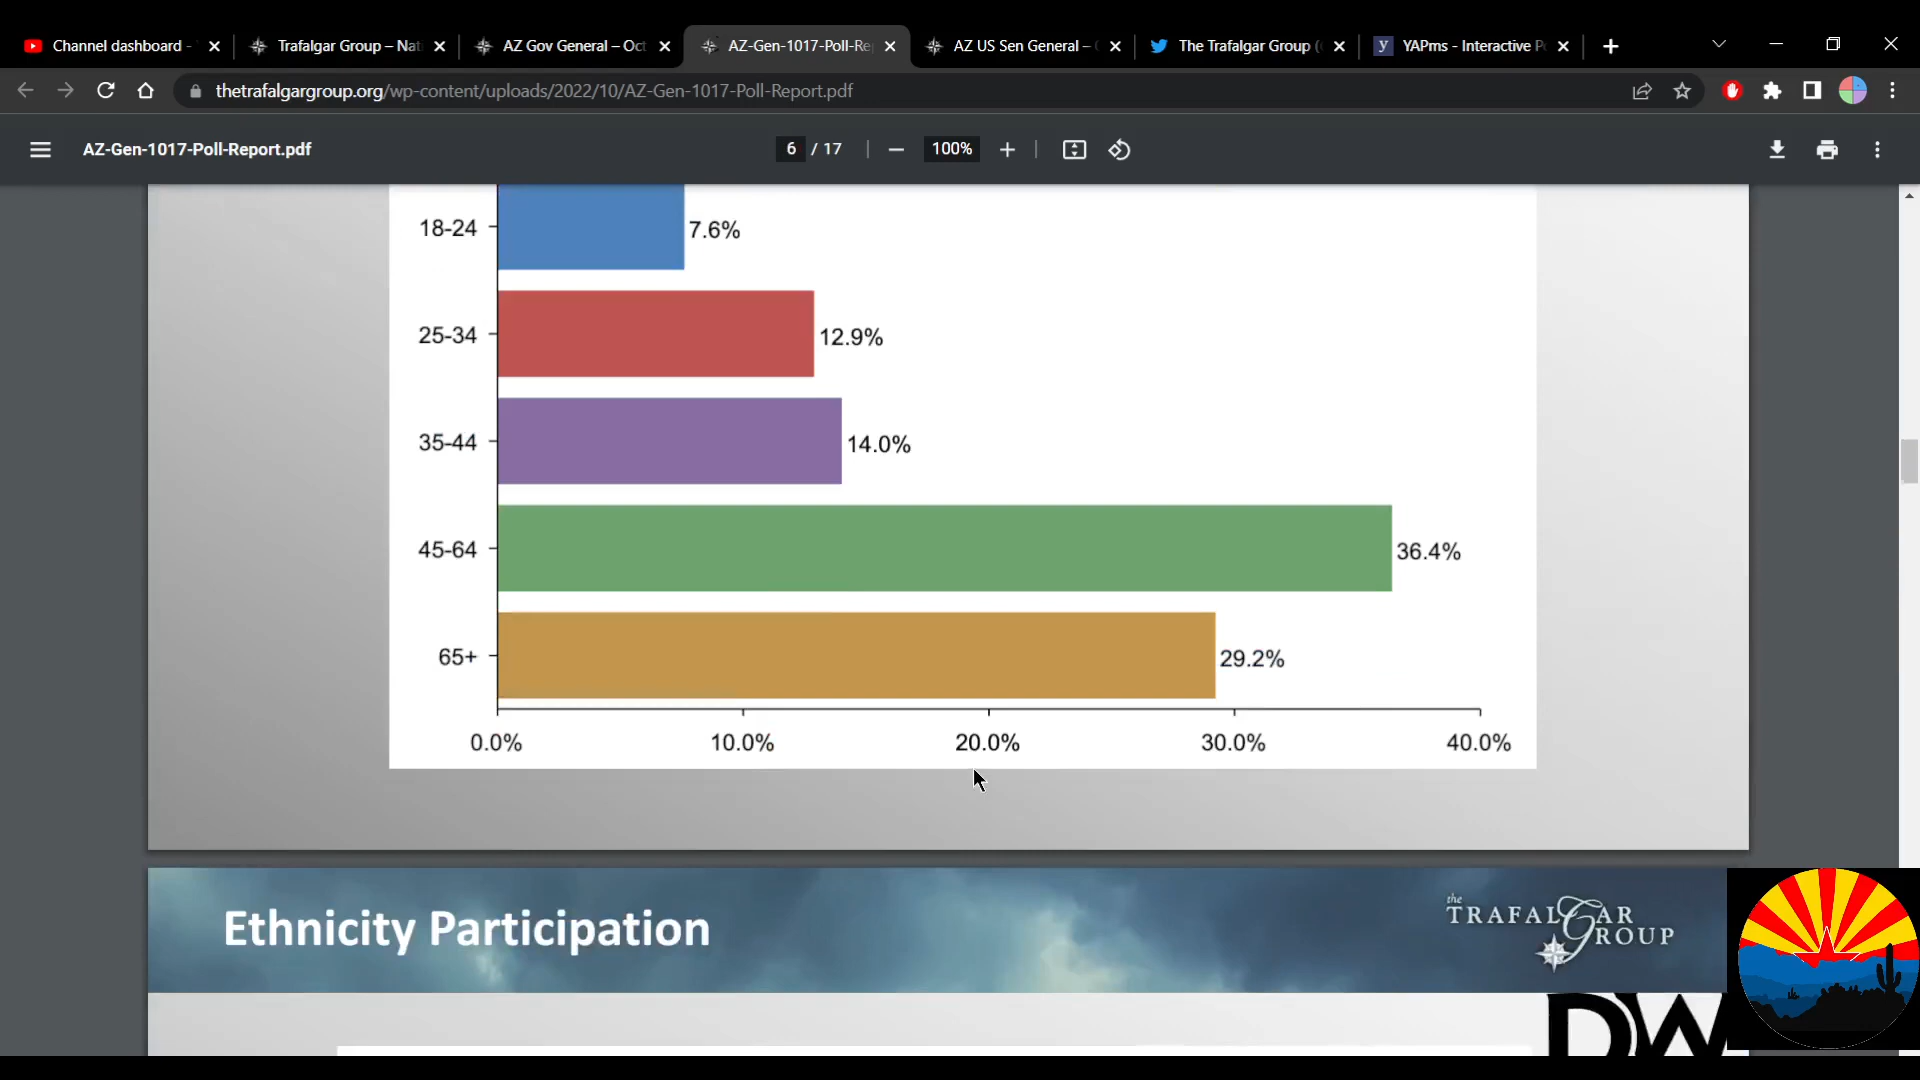 Channel dashboard -
Trafalgar Group – Nat
AZ Gov General – Oct
AZ-Gen-1017-Poll-Re
AZ US Sen General –
The Trafalgar Group (
y YAPms - Interactive P
thetrafalgargroup.org/wp-content/uploads/2022/10/AZ-Gen-1017-Poll-Report.pdf
AZ-Gen-1017-Poll-Report.pdf
6 / 17
100%
18-24 7.6%
25-34 12.9%
35-44 14.0%
45-64 36.4%
65+ 29.2%
0.0% 10.0% 20.0% 30.0% 40.0%
Ethnicity Participation
the
TRAFALGAR
GROUP
DW